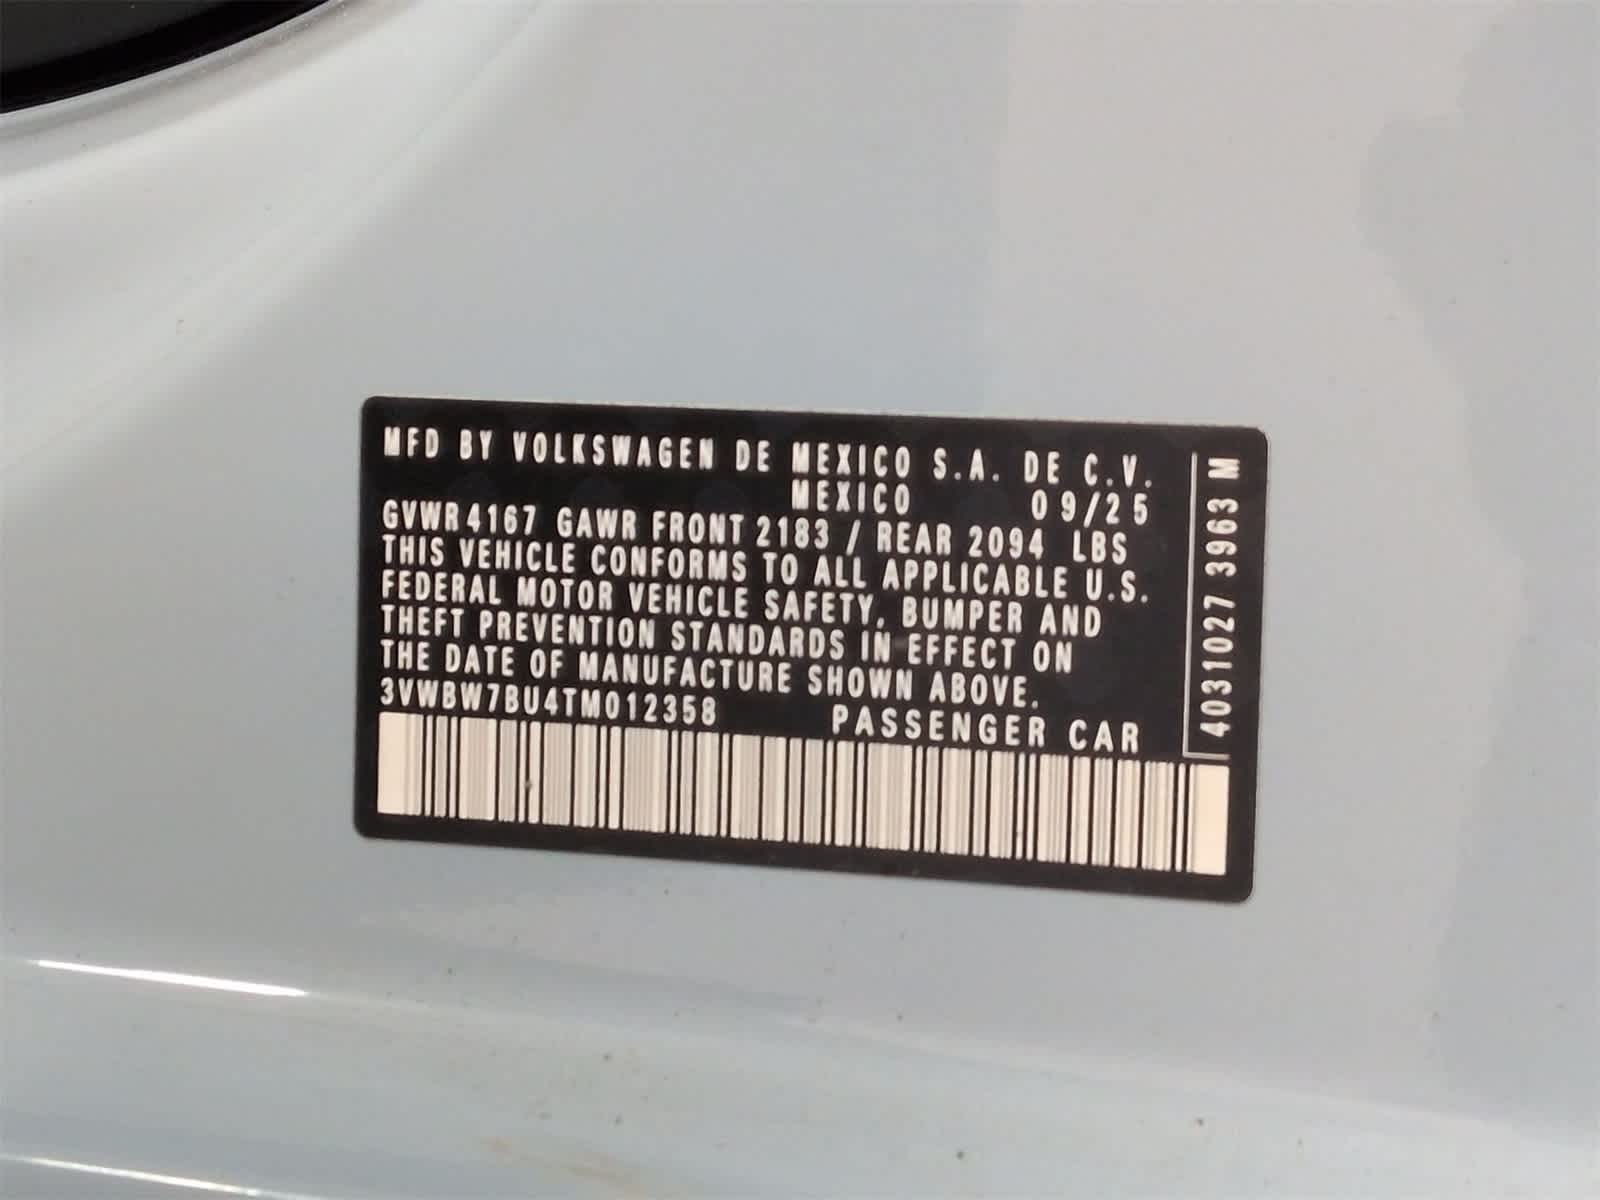 MFD BY VOLKSWAGEN DE MEXICO S.A. DE C.V.
MEXICO 09/25
GVWR 4167 GAWR FRONT 2183 / REAR 2094 LBS
THIS VEHICLE CONFORMS TO ALL APPLICABLE U.S.
FEDERAL MOTOR VEHICLE SAFETY, BUMPER AND
THEFT PREVENTION STANDARDS IN EFFECT ON
THE DATE OF MANUFACTURE SHOWN ABOVE.
3VWBW7BU4TM012358 PASSENGER CAR
4031027 3963 M